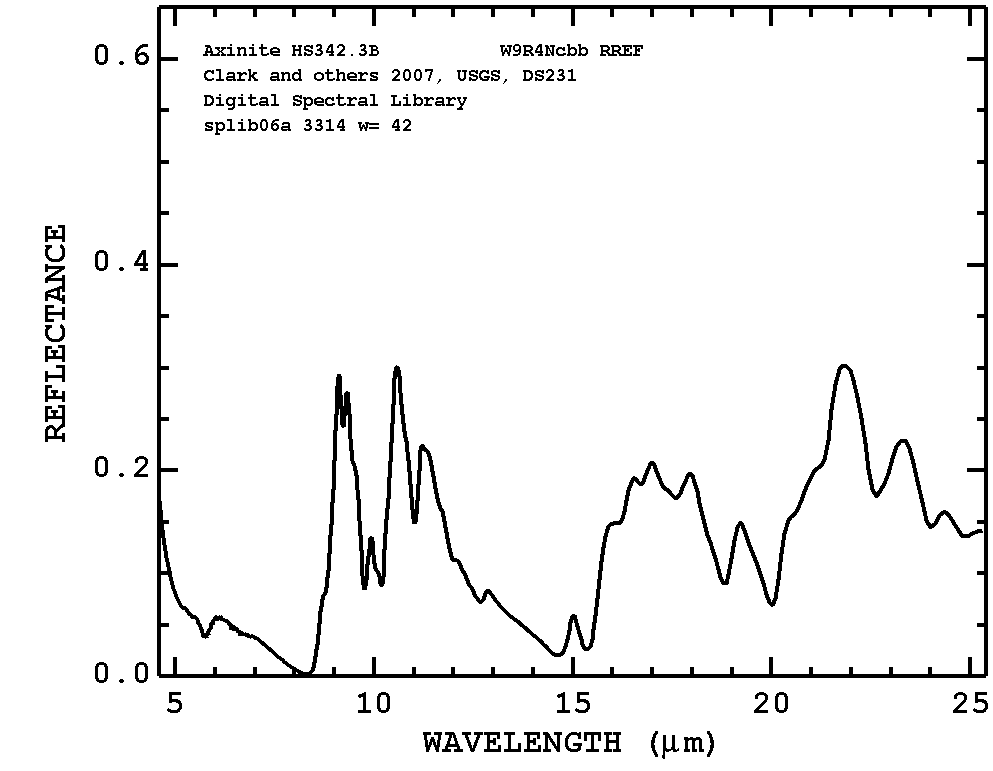 Axinite HS342.3B W9R4Ncbb RREF
Clark and others 2007, USGS, DS231
Digital Spectral Library
splib06a 3314 w= 42
0.6
0.4
0.2
0.0
REFLECTANCE
5 10 15 20 25
WAVELENGTH (μm)